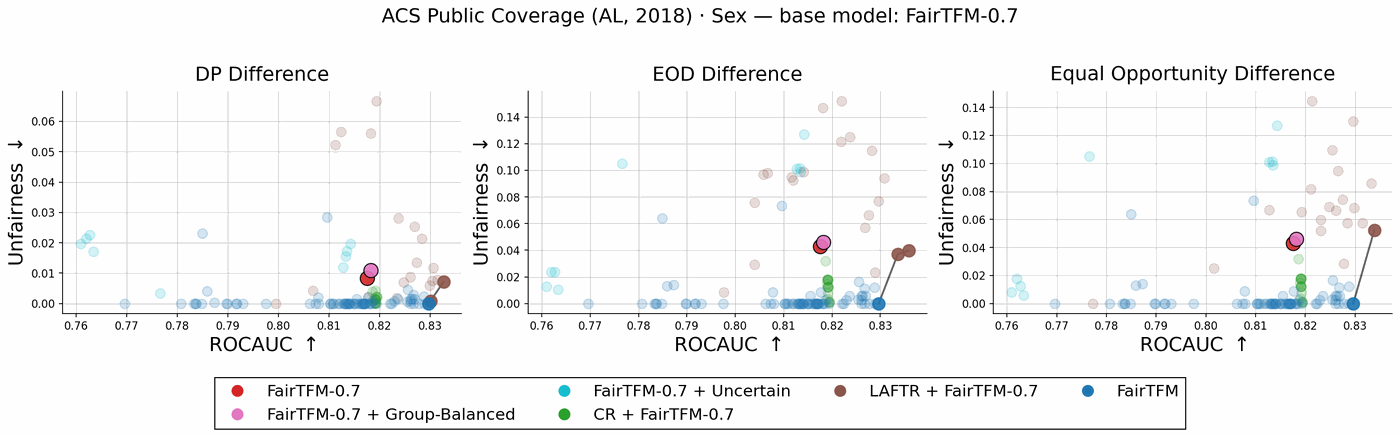 ACS Public Coverage (AL, 2018) · Sex — base model: FairTFM-0.7
DP Difference
EOD Difference
Equal Opportunity Difference
Unfairness ↓
0.06
0.05
0.04
0.03
0.02
0.01
0.00
0.76 0.77 0.78 0.79 0.80 0.81 0.82 0.83
ROCAUC ↑
Unfairness ↓
0.14
0.12
0.10
0.08
0.06
0.04
0.02
0.00
0.76 0.77 0.78 0.79 0.80 0.81 0.82 0.83
ROCAUC ↑
Unfairness ↓
0.14
0.12
0.10
0.08
0.06
0.04
0.02
0.00
0.76 0.77 0.78 0.79 0.80 0.81 0.82 0.83
ROCAUC ↑
FairTFM-0.7 FairTFM-0.7 + Uncertain LAFTR + FairTFM-0.7 FairTFM
FairTFM-0.7 + Group-Balanced CR + FairTFM-0.7